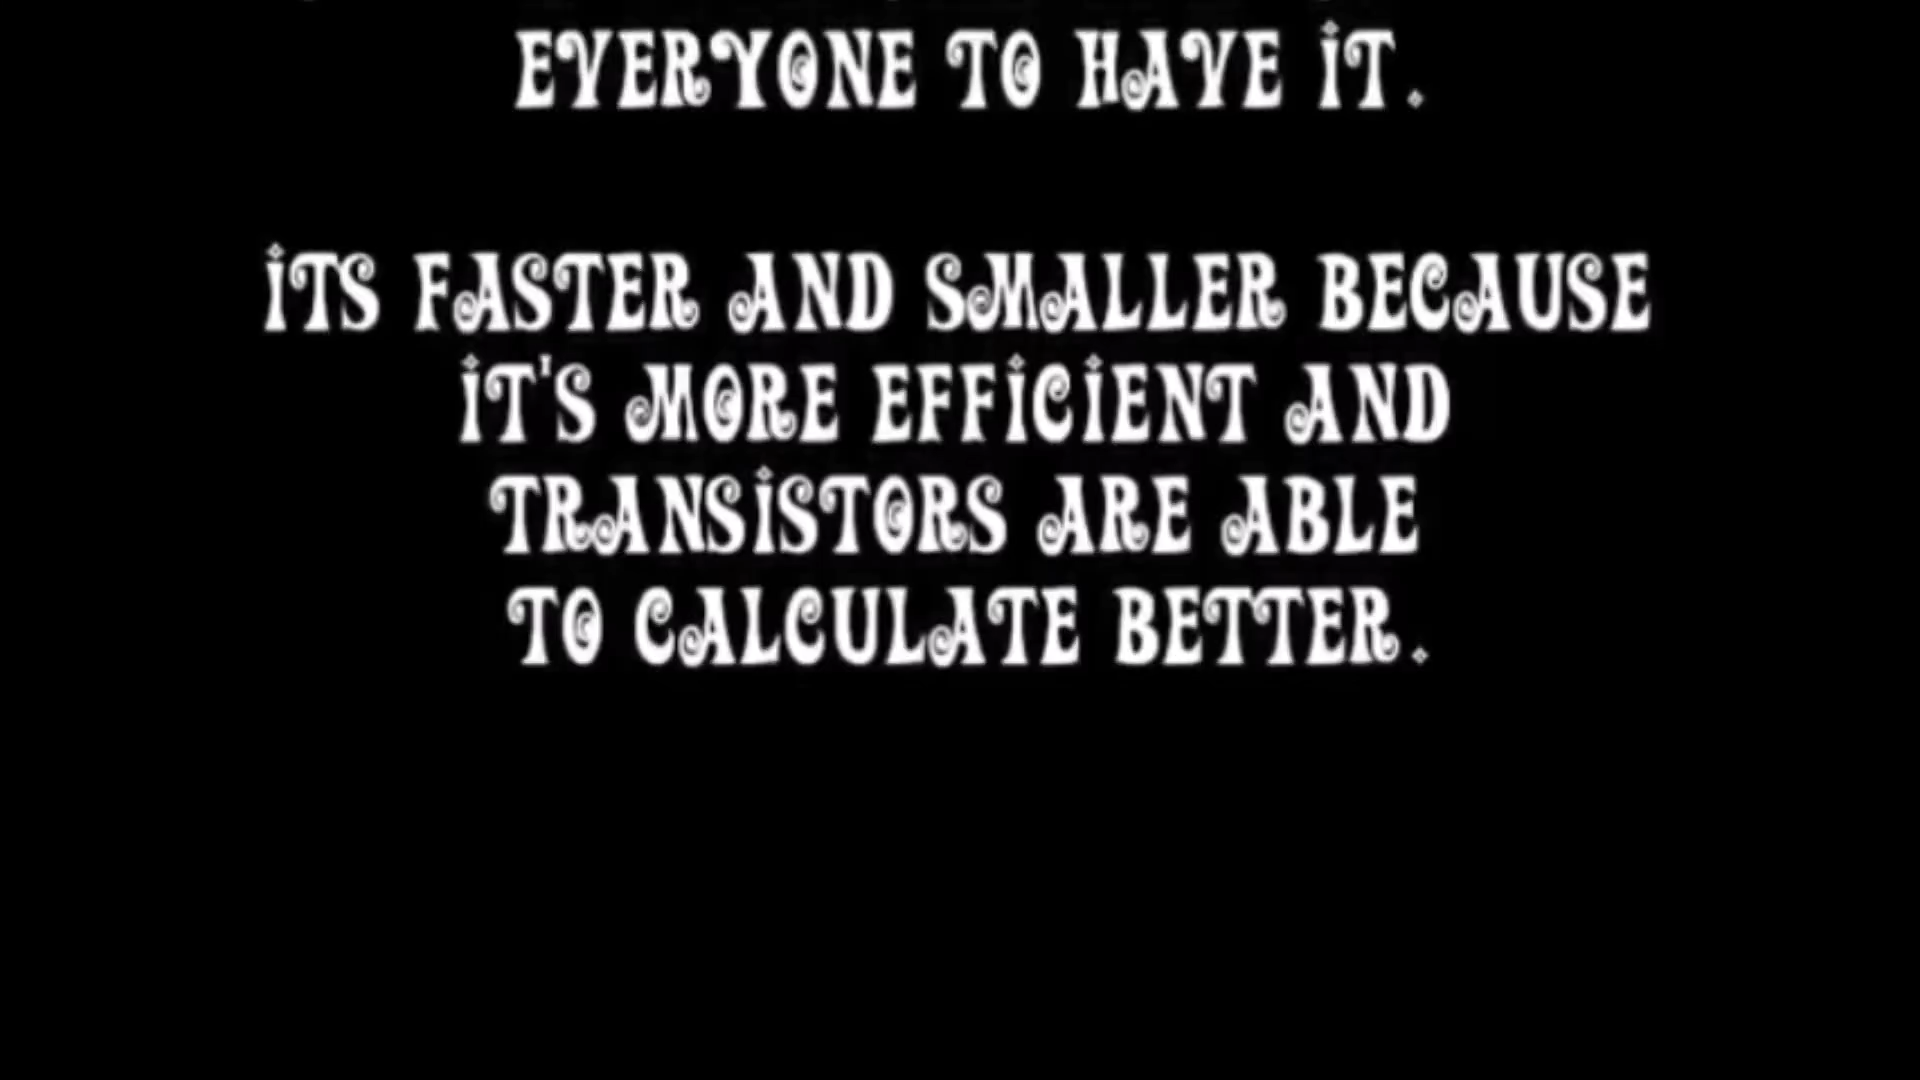 EVERYONE TO HAVE IT.
ITS FASTER AND SMALLER BECAUSE
IT'S MORE EFFICIENT AND
TRANSISTORS ARE ABLE
TO CALCULATE BETTER.